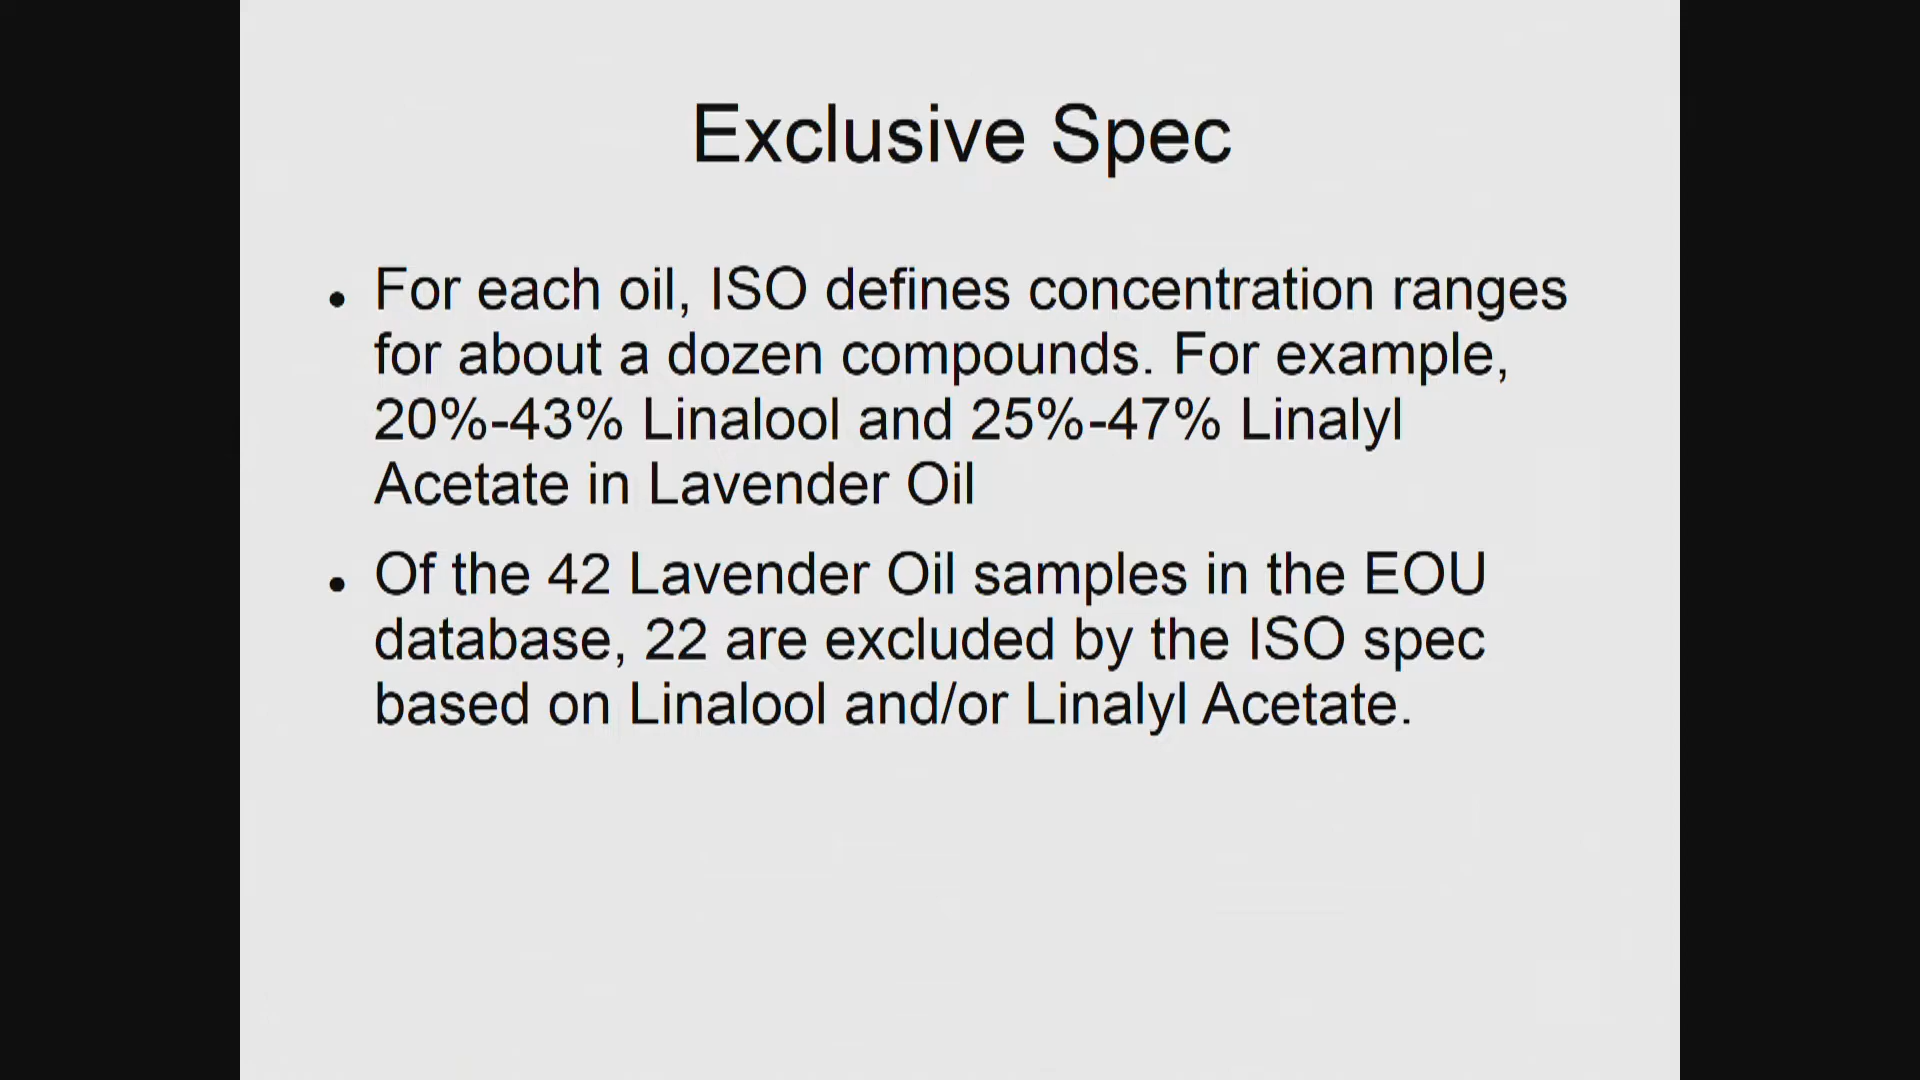 Exclusive Spec
• For each oil, ISO defines concentration ranges
for about a dozen compounds. For example,
20%-43% Linalool and 25%-47% Linalyl
Acetate in Lavender Oil
• Of the 42 Lavender Oil samples in the EOU
database, 22 are excluded by the ISO spec
based on Linalool and/or Linalyl Acetate.